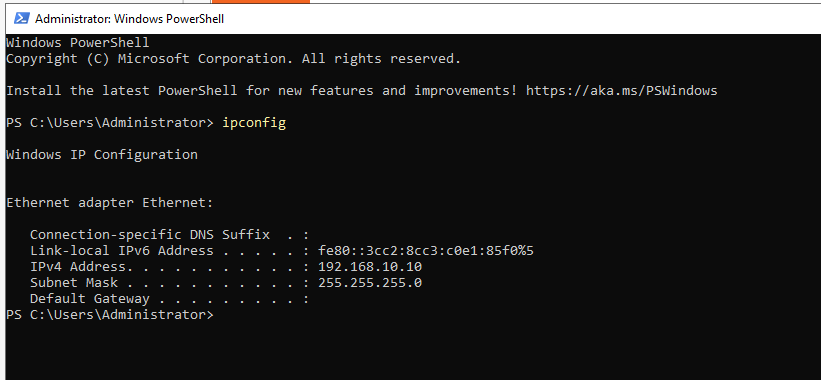 Administrator: Windows PowerShell
Windows PowerShell
Copyright (C) Microsoft Corporation. All rights reserved.
Install the latest PowerShell for new features and improvements! https://aka.ms/PSWindows
PS C:\Users\Administrator> ipconfig
Windows IP Configuration
Ethernet adapter Ethernet:
   Connection-specific DNS Suffix  . :
   Link-local IPv6 Address . . . . . : fe80::3cc2:8cc3:c0e1:85f0%5
   IPv4 Address. . . . . . . . . . . : 192.168.10.10
   Subnet Mask . . . . . . . . . . . : 255.255.255.0
   Default Gateway . . . . . . . . . :
PS C:\Users\Administrator>